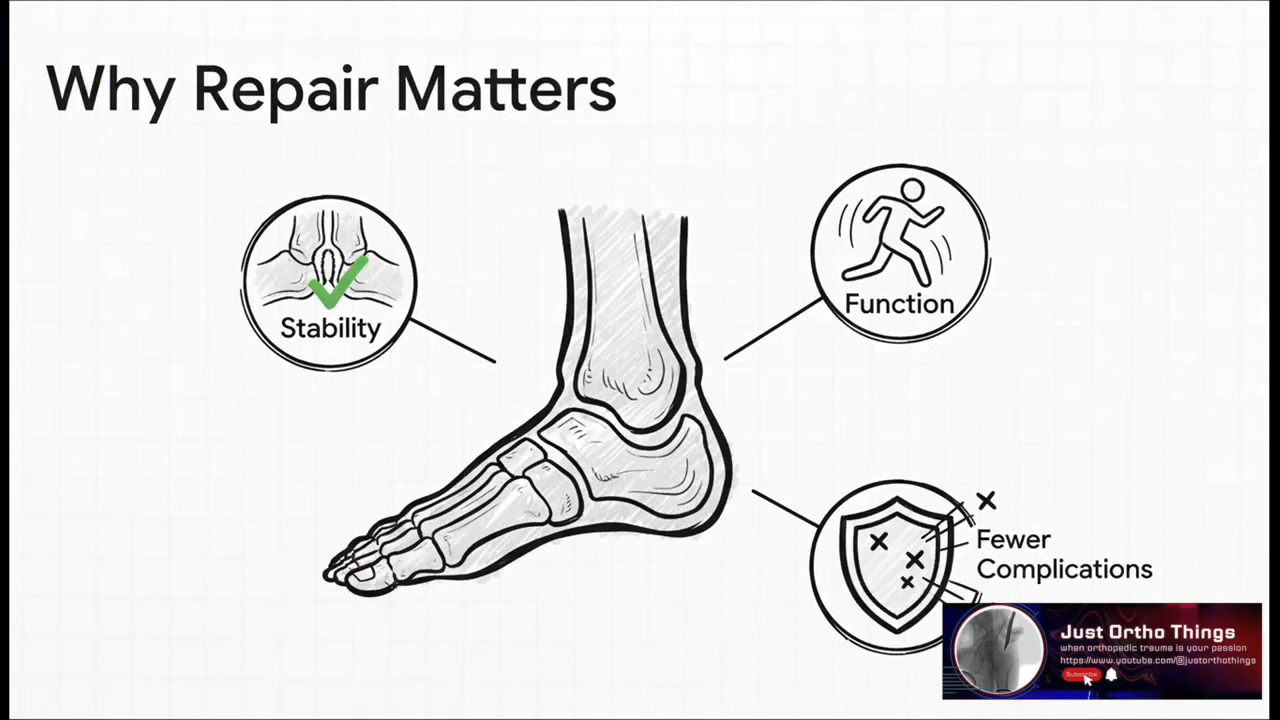 Why Repair Matters
Stability
Function
Fewer
Complications
Just Ortho Things
when orthopedic trauma is your passion
https://www.youtube.com/@justorthothings
Subscribe